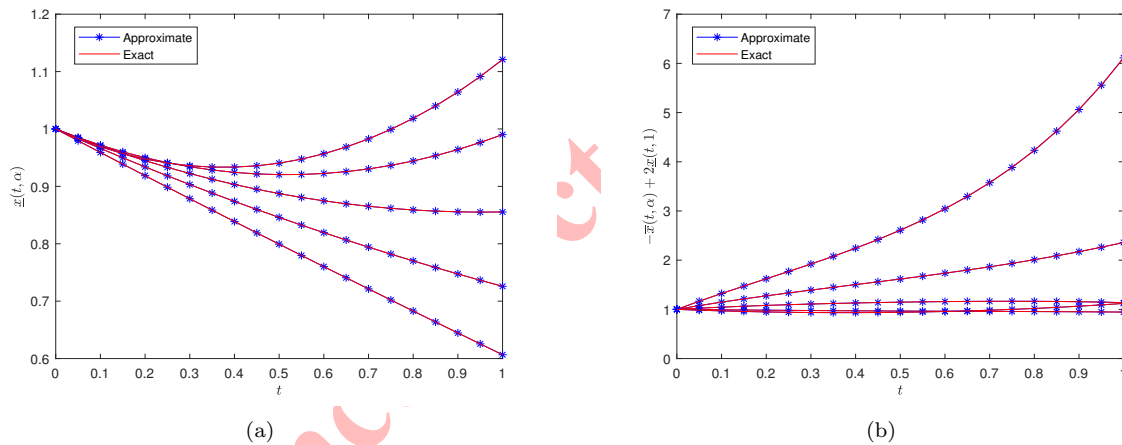 1.2
1.1
1
0.9
0.8
0.7
0.6
x(t, α)
Approximate
Exact
0 0.1 0.2 0.3 0.4 0.5 0.6 0.7 0.8 0.9 1
t
(a)
7
6
5
4
3
2
1
0
−x̅(t, α) + 2x̲(t, 1)
Approximate
Exact
0 0.1 0.2 0.3 0.4 0.5 0.6 0.7 0.8 0.9 1
t
(b)